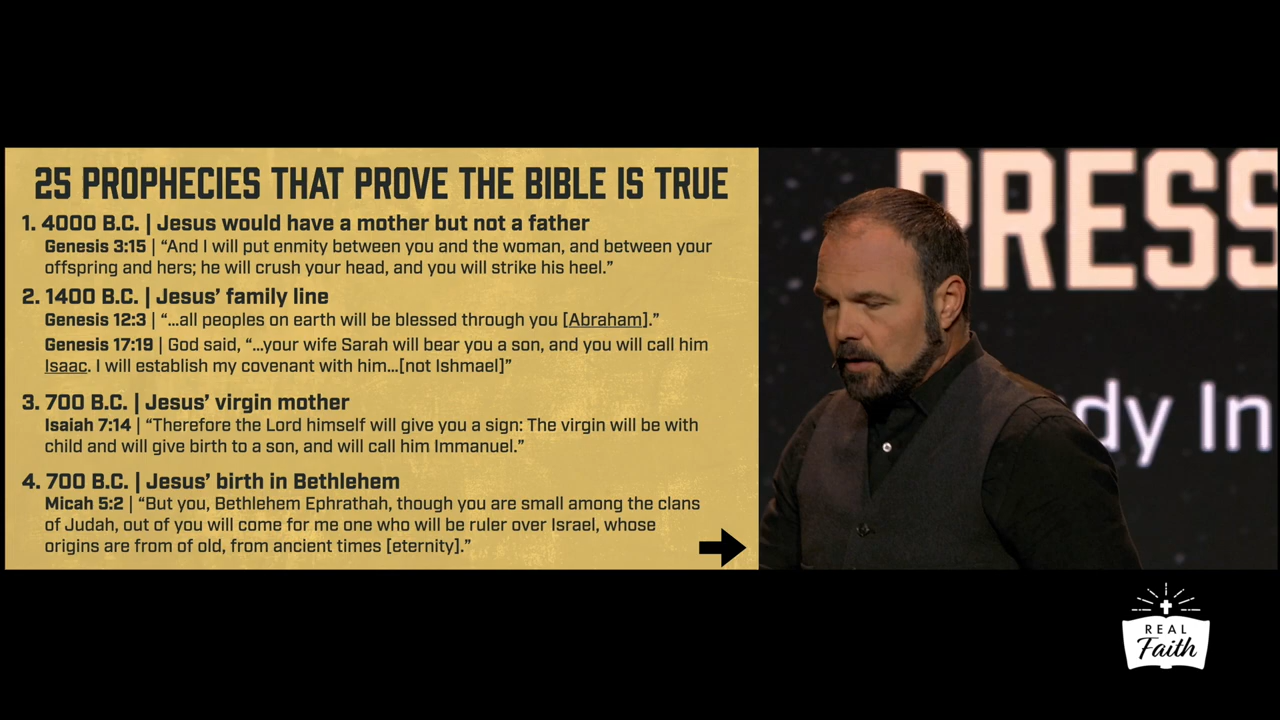 25 PROPHECIES THAT PROVE THE BIBLE IS TRUE
1. 4000 B.C. | Jesus would have a mother but not a father
Genesis 3:15 | “And I will put enmity between you and the woman, and between your
offspring and hers; he will crush your head, and you will strike his heel.”
2. 1400 B.C. | Jesus’ family line
Genesis 12:3 | “...all peoples on earth will be blessed through you [Abraham].”
Genesis 17:19 | God said, “...your wife Sarah will bear you a son, and you will call him
Isaac. I will establish my covenant with him...[not Ishmael]”
3. 700 B.C. | Jesus’ virgin mother
Isaiah 7:14 | “Therefore the Lord himself will give you a sign: The virgin will be with
child and will give birth to a son, and will call him Immanuel.”
4. 700 B.C. | Jesus’ birth in Bethlehem
Micah 5:2 | “But you, Bethlehem Ephrathah, though you are small among the clans
of Judah, out of you will come for me one who will be ruler over Israel, whose
origins are from of old, from ancient times [eternity].”
PRESS
dy In
REAL
Faith